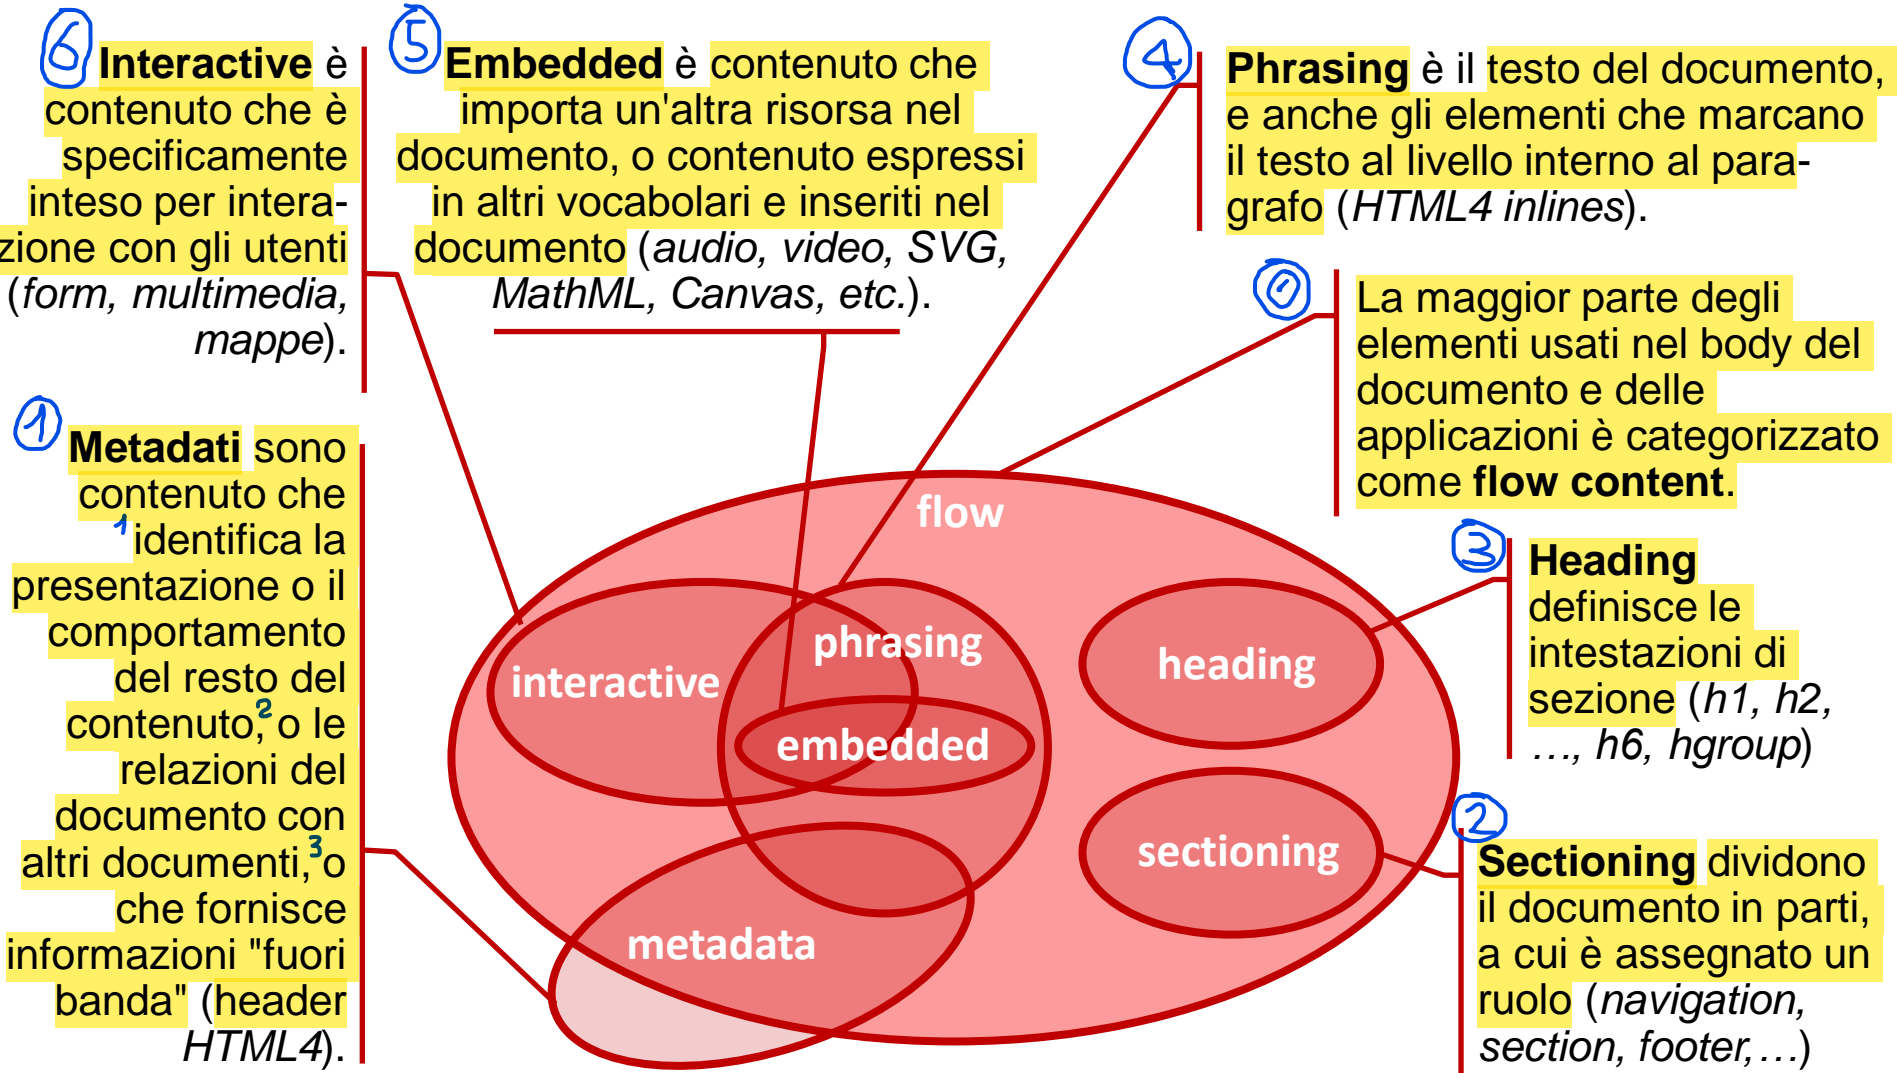 6
Interactive è
contenuto che è
specificamente
inteso per intera-
zione con gli utenti
(form, multimedia,
mappe).
5
Embedded è contenuto che
importa un'altra risorsa nel
documento, o contenuto espressi
in altri vocabolari e inseriti nel
documento (audio, video, SVG,
MathML, Canvas, etc.).
4
Phrasing è il testo del documento,
e anche gli elementi che marcano
il testo al livello interno al para-
grafo (HTML4 inlines).
0
La maggior parte degli
elementi usati nel body del
documento e delle
applicazioni è categorizzato
come flow content.
1
Metadati sono
contenuto che
1 identifica la
presentazione o il
comportamento
del resto del
contenuto, 2 o le
relazioni del
documento con
altri documenti, 3 o
che fornisce
informazioni "fuori
banda" (header
HTML4).
flow
interactive
phrasing
embedded
heading
sectioning
metadata
3
Heading
definisce le
intestazioni di
sezione (h1, h2,
…, h6, hgroup)
2
Sectioning dividono
il documento in parti,
a cui è assegnato un
ruolo (navigation,
section, footer,…)